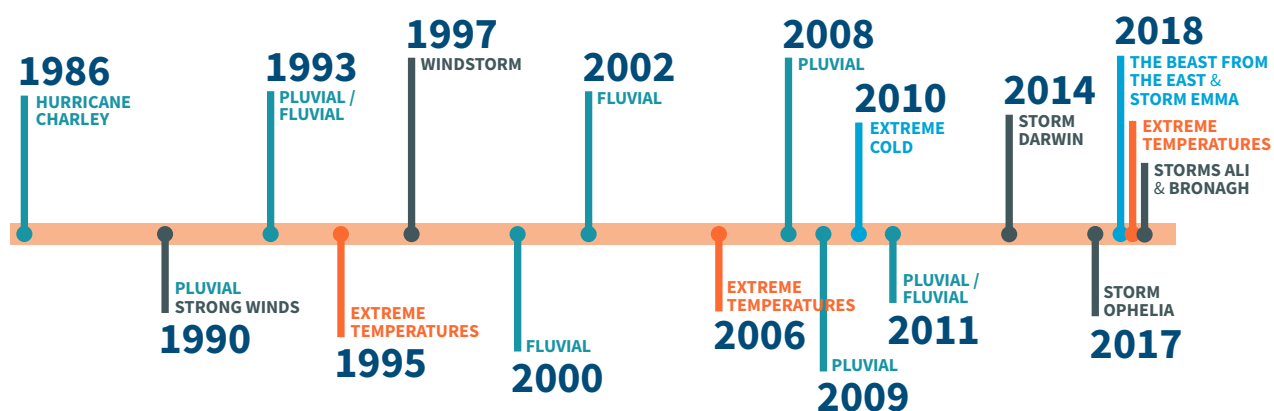 1986
HURRICANE
CHARLEY
1990
PLUVIAL
STRONG WINDS
1993
PLUVIAL /
FLUVIAL
1995
EXTREME
TEMPERATURES
1997
WINDSTORM
2000
FLUVIAL
2002
FLUVIAL
2006
EXTREME
TEMPERATURES
2008
PLUVIAL
2009
PLUVIAL
2010
EXTREME
COLD
2011
PLUVIAL /
FLUVIAL
2014
STORM
DARWIN
2017
STORM
OPHELIA
2018
THE BEAST FROM
THE EAST &
STORM EMMA
EXTREME
TEMPERATURES
STORMS ALI
& BRONAGH